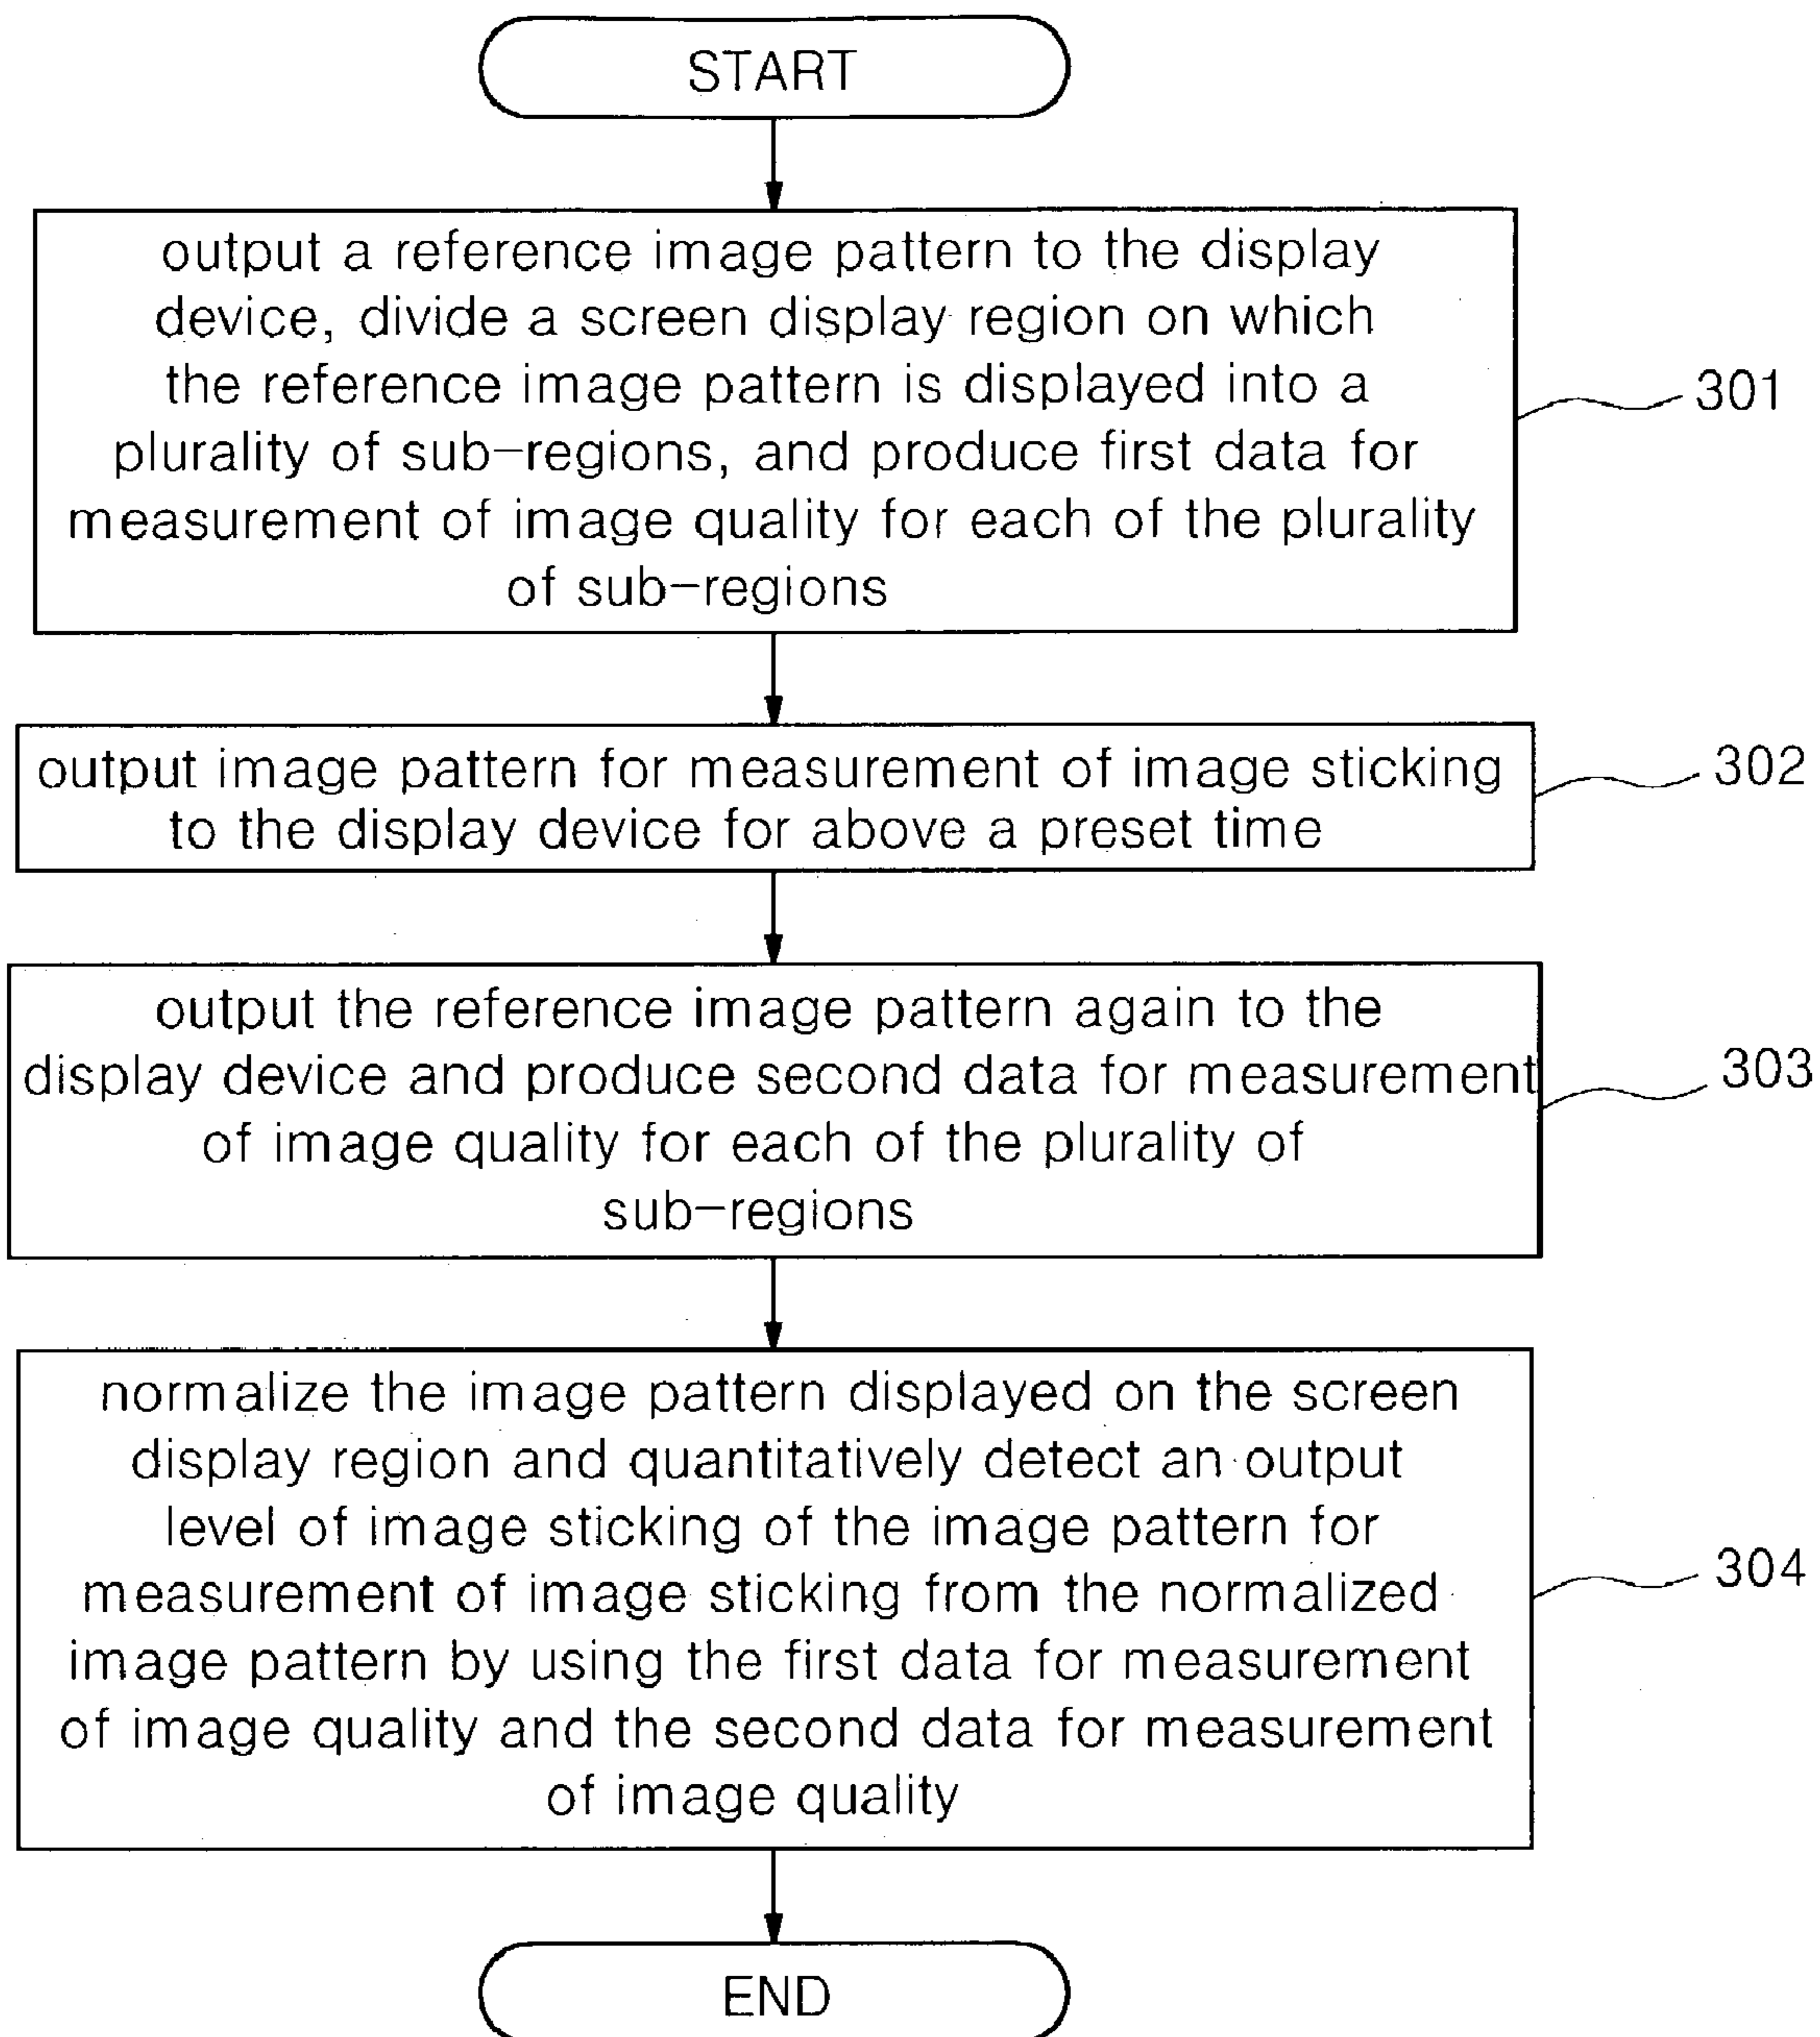 START
output a reference image pattern to the display
device, divide a screen display region on which
the reference image pattern is displayed into a
plurality of sub-regions, and produce first data for
measurement of image quality for each of the plurality
of sub-regions
301
output image pattern for measurement of image sticking
to the display device for above a preset time
302
output the reference image pattern again to the
display device and produce second data for measurement
of image quality for each of the plurality of
sub-regions
303
normalize the image pattern displayed on the screen
display region and quantitatively detect an output
level of image sticking of the image pattern for
measurement of image sticking from the normalized
image pattern by using the first data for measurement
of image quality and the second data for measurement
of image quality
304
END